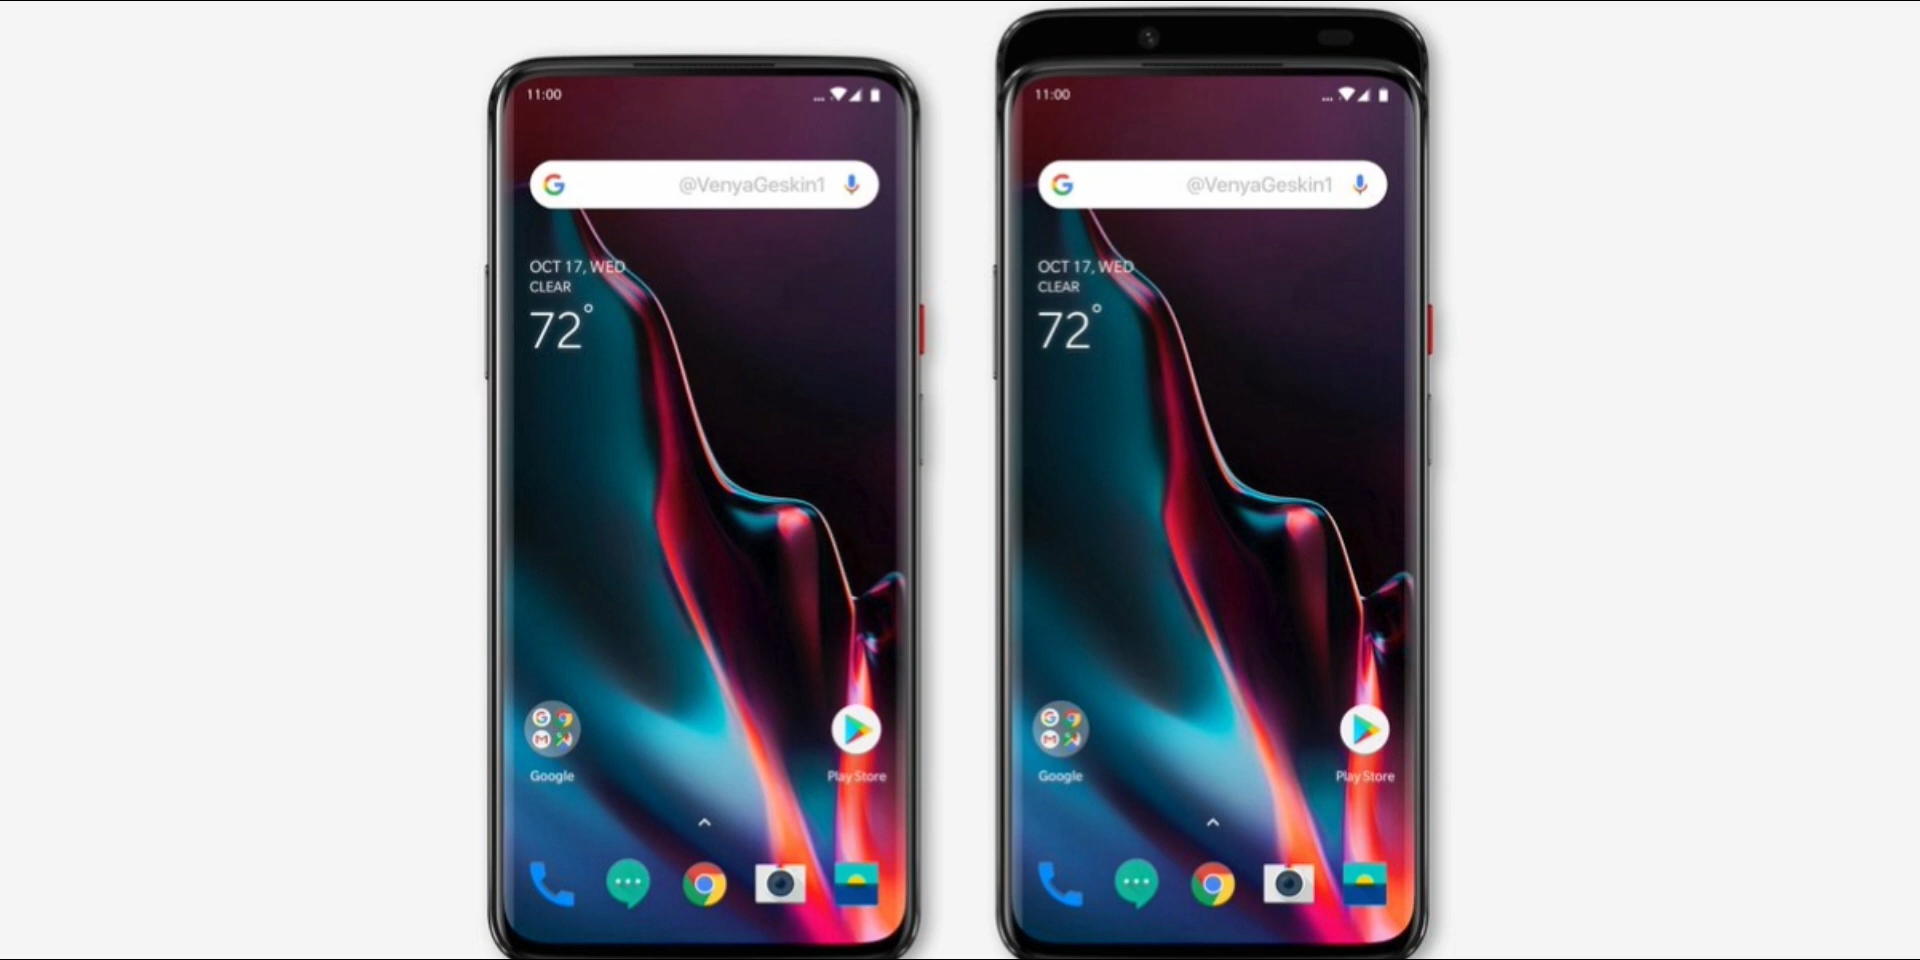 11:00
@VenyaGeskin1
OCT 17, WED
CLEAR
72°
Google
Play Store
11:00
@VenyaGeskin1
OCT 17, WED
CLEAR
72°
Google
Play Store